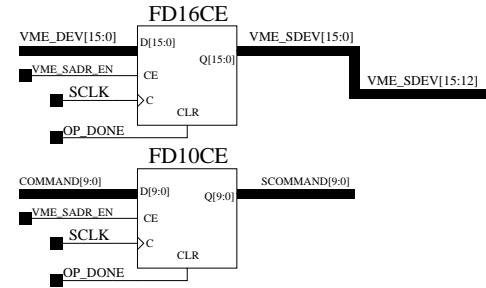 FD16CE
VME_DEV[15:0]
VME_SDEV[15:0]
D[15:0]
Q[15:0]
VME_SADR_EN
CE
VME_SDEV[15:12]
SCLK
C
CLR
OP_DONE
FD10CE
COMMAND[9:0]
SCOMMAND[9:0]
D[9:0]
Q[9:0]
VME_SADR_EN
CE
SCLK
C
CLR
OP_DONE